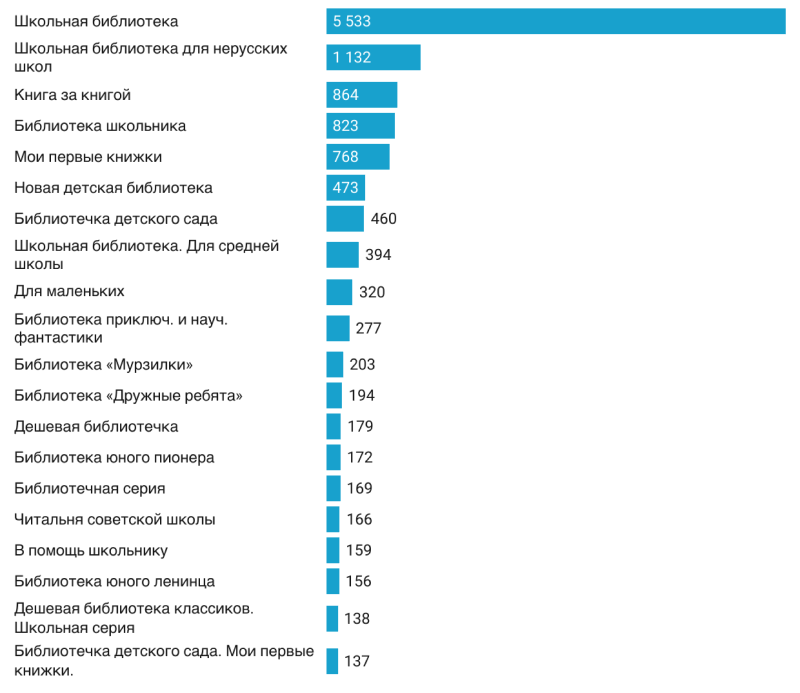 Школьная библиотека
5 533
Школьная библиотека для нерусских
школ
1 132
Книга за книгой
864
Библиотека школьника
823
Мои первые книжки
768
Новая детская библиотека
473
Библиотечка детского сада
460
Школьная библиотека. Для средней
школы
394
Для маленьких
320
Библиотека приключ. и науч.
фантастики
277
Библиотека «Мурзилки»
203
Библиотека «Дружные ребята»
194
Дешевая библиотечка
179
Библиотека юного пионера
172
Библиотечная серия
169
Читальня советской школы
166
В помощь школьнику
159
Библиотека юного ленинца
156
Дешевая библиотека классиков.
Школьная серия
138
Библиотечка детского сада. Мои первые
книжки.
137